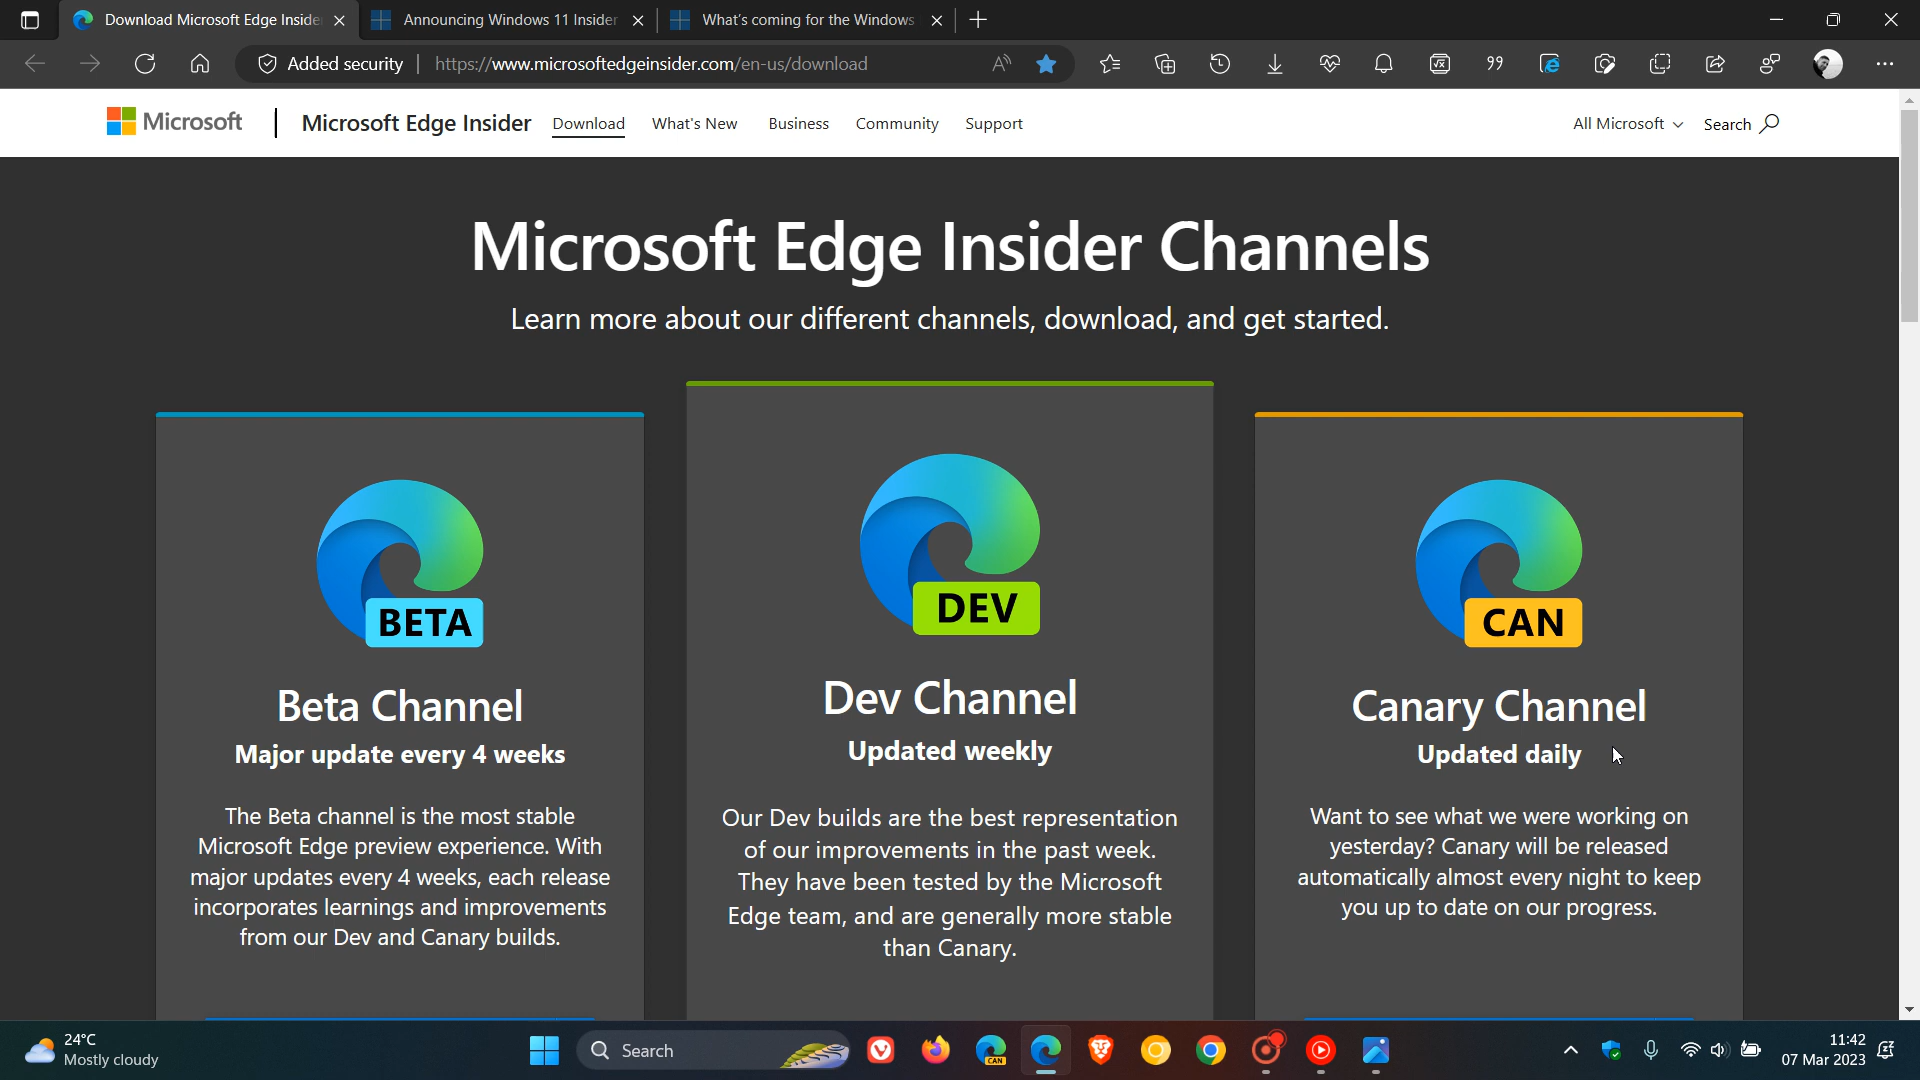 Download Microsoft Edge Inside
Announcing Windows 11 Insider
What's coming for the Windows
Added security
https://www.microsoftedgeinsider.com/en-us/download
Microsoft
Microsoft Edge Insider
Download
What's New
Business
Community
Support
All Microsoft
Search
Microsoft Edge Insider Channels
Learn more about our different channels, download, and get started.
BETA
Beta Channel
Major update every 4 weeks
The Beta channel is the most stable
Microsoft Edge preview experience. With
major updates every 4 weeks, each release
incorporates learnings and improvements
from our Dev and Canary builds.
DEV
Dev Channel
Updated weekly
Our Dev builds are the best representation
of our improvements in the past week.
They have been tested by the Microsoft
Edge team, and are generally more stable
than Canary.
CAN
Canary Channel
Updated daily
Want to see what we were working on
yesterday? Canary will be released
automatically almost every night to keep
you up to date on our progress.
24°C
Mostly cloudy
Search
CAN
11:42
07 Mar 2023